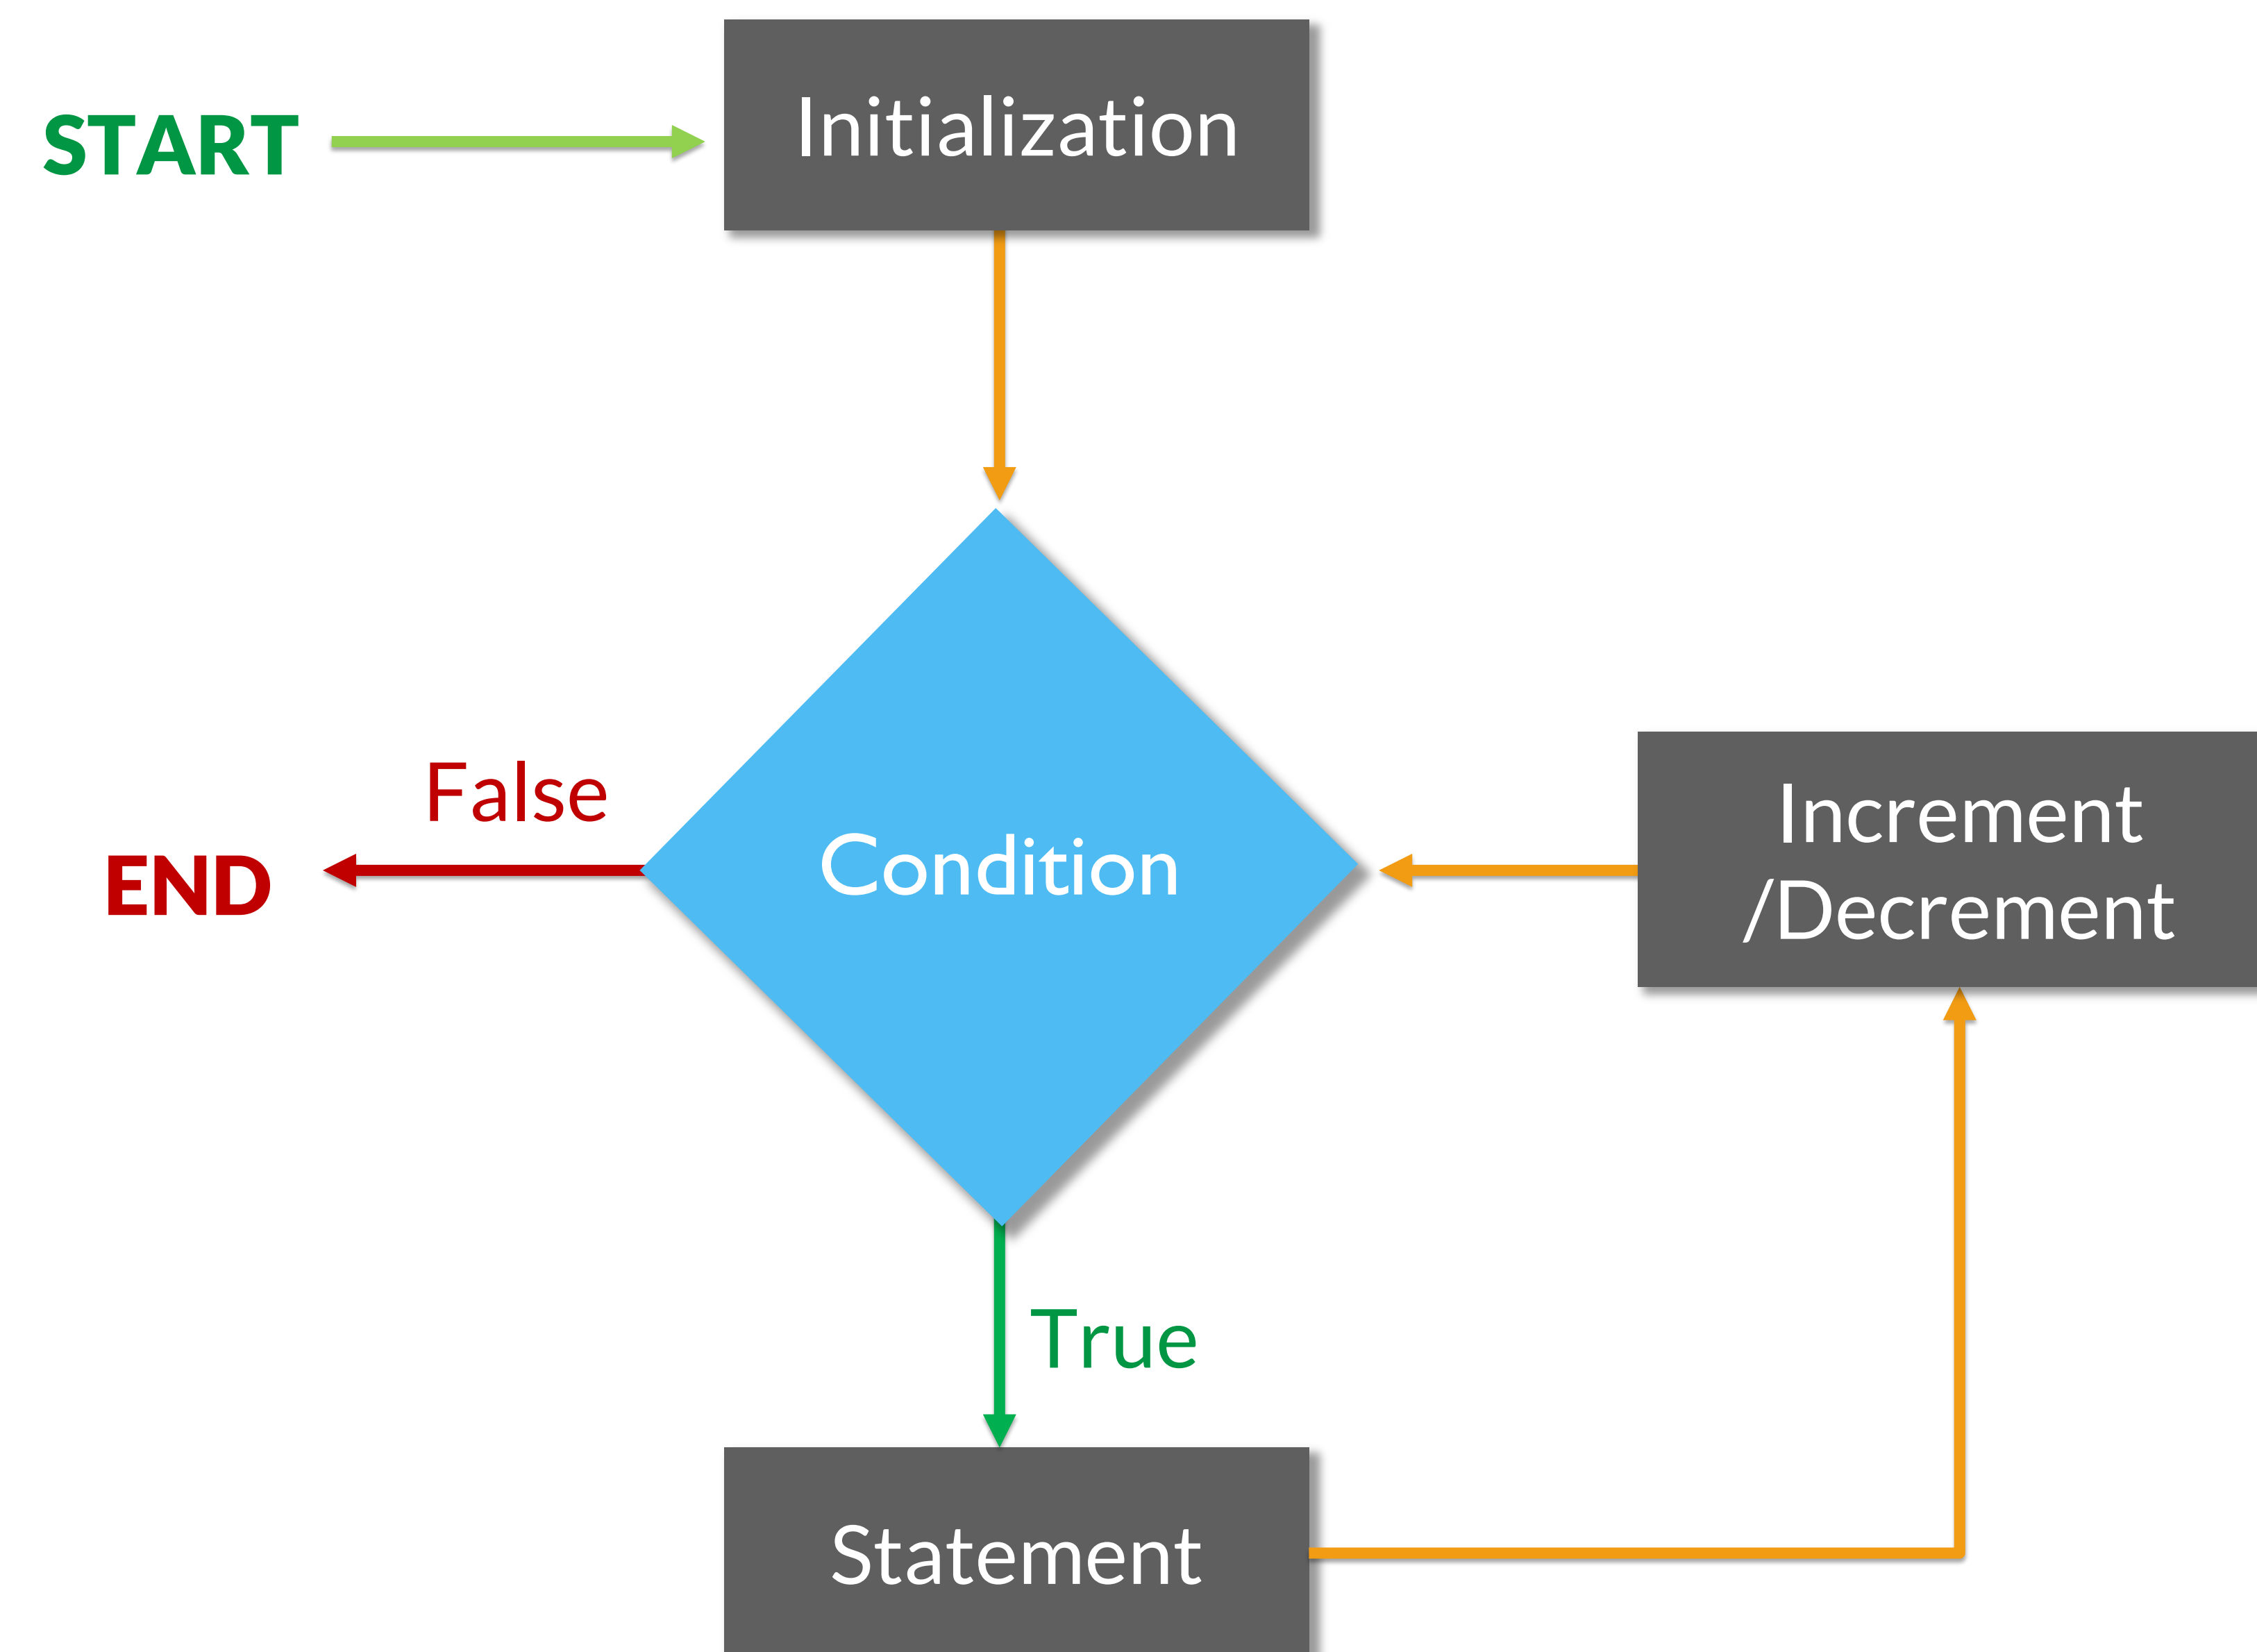 START
Initialization
False
END
Condition
Increment
/Decrement
True
Statement